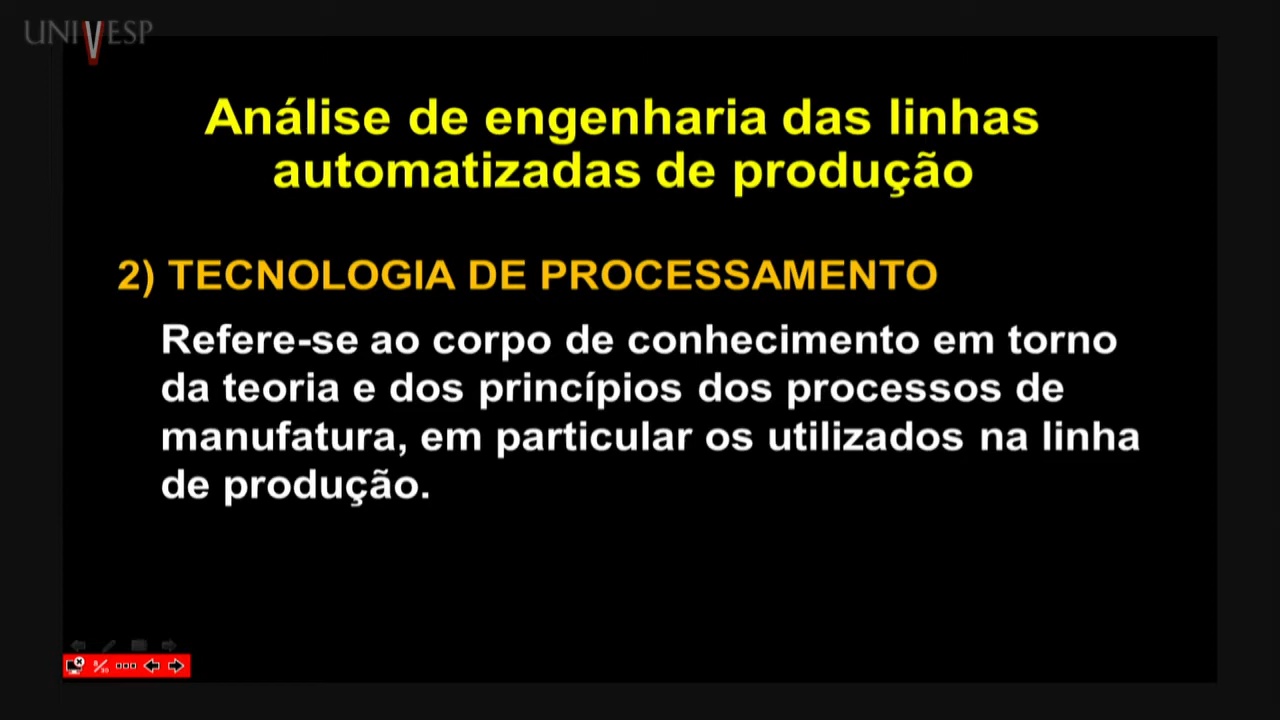 UNIVESP
Análise de engenharia das linhas
automatizadas de produção
2) TECNOLOGIA DE PROCESSAMENTO
Refere-se ao corpo de conhecimento em torno
da teoria e dos princípios dos processos de
manufatura, em particular os utilizados na linha
de produção.